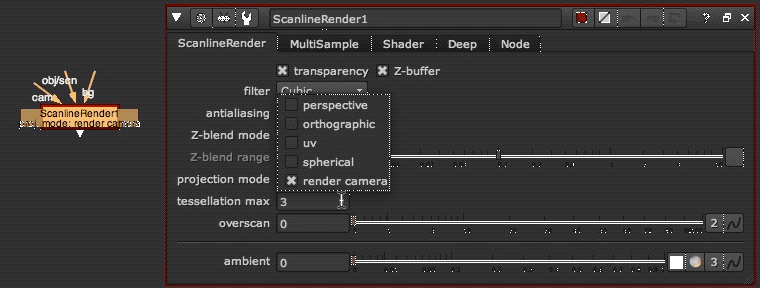 ScanlineRender1
?
ScanlineRender MultiSample Shader Deep Node
transparency Z-buffer
filter Cubic
obj/scn
cam bg
perspective
antialiasing
orthographic
ScanlineRender1
mode: render cam
Z-blend mode
uv
Z-blend range
spherical
projection mode
render camera
tessellation max 3
overscan 0 2
ambient 0 3